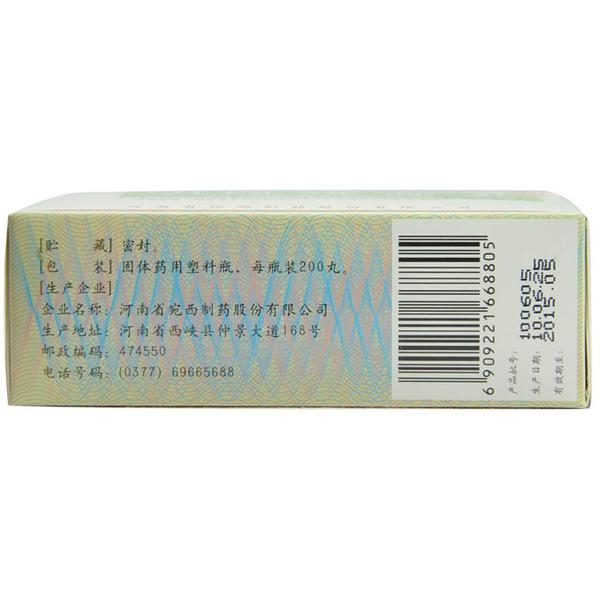 [贮　　藏] 密封。
[包　　装] 固体药用塑料瓶，每瓶装200丸。
[生产企业]
企业名称: 河南省宛西制药股份有限公司
生产地址: 河南省西峡县仲景大道168号
邮政编码: 474550
电话号码: (0377) 69665688
6 909221 668805
产品批号: 100605
生产日期: 10.06.25
有效期至: 2015.05